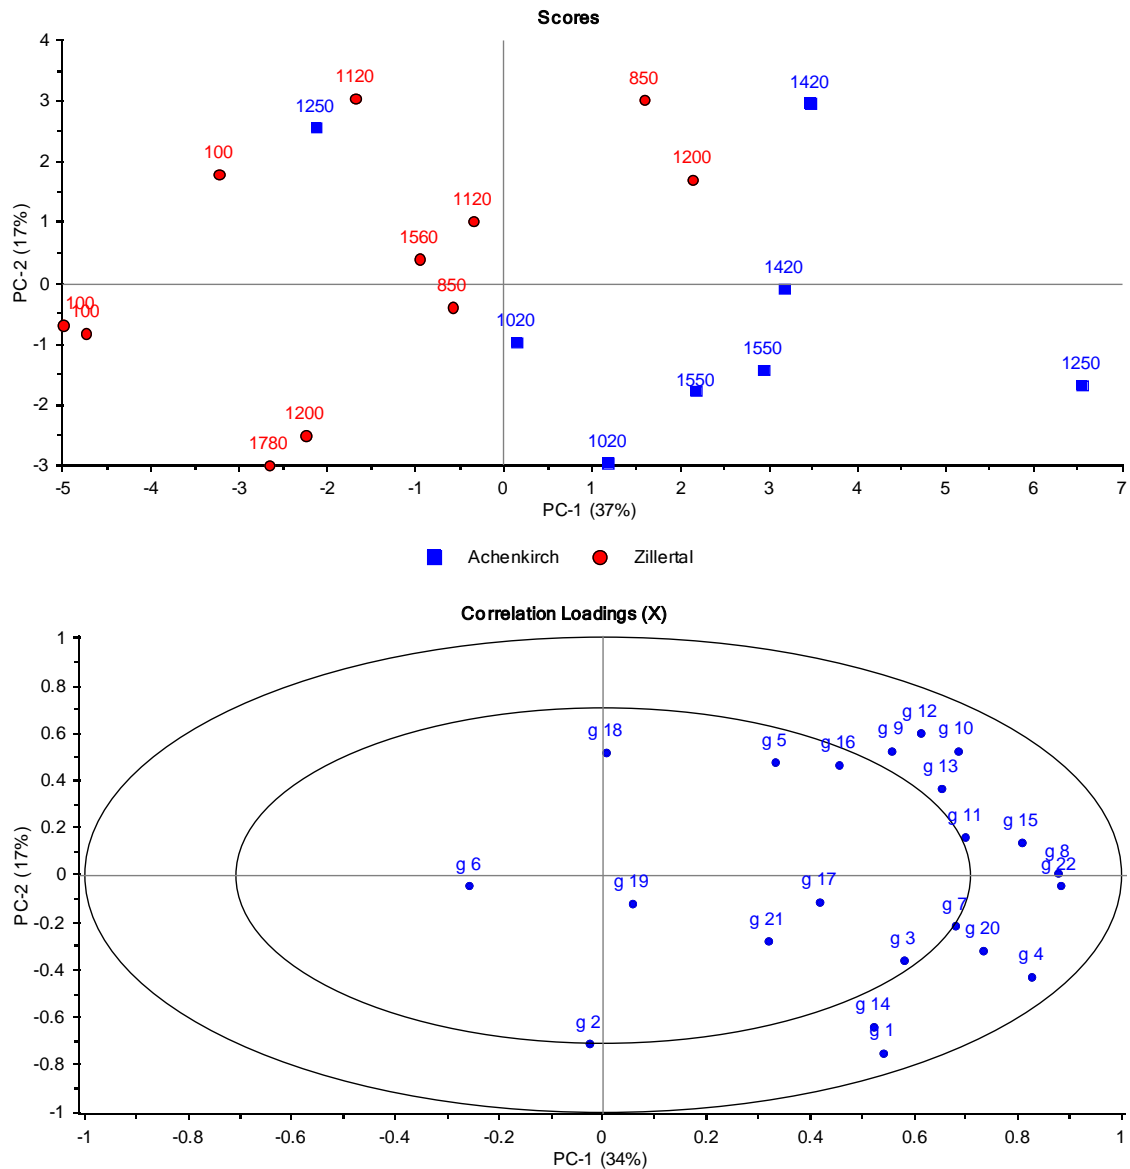 Scores
4
1120
850
1420
1250
3
100
1200
2
1120
1
1560
1420
850
0
100
100
1020
1550
1250
-1
1550
1200
1020
-2
1780
-3
-5 -4 -3 -2 -1 0 1 2 3 4 5 6 7
PC-1 (37%)
PC-2 (17%)
Achenkirch Zillertal
Correlation Loadings (X)
1
0.8
g 12
g 18 g 9 g 10
0.6
g 5 g 16
g 13
0.4
g 11 g 15
0.2
g 8
g 6 g 22
0
g 19 g 17
g 7
-0.2
g 21 g 20
g 3 g 4
-0.4
g 14
-0.6
g 2 g 1
-0.8
-1
-1 -0.8 -0.6 -0.4 -0.2 0 0.2 0.4 0.6 0.8 1
PC-1 (34%)
PC-2 (17%)